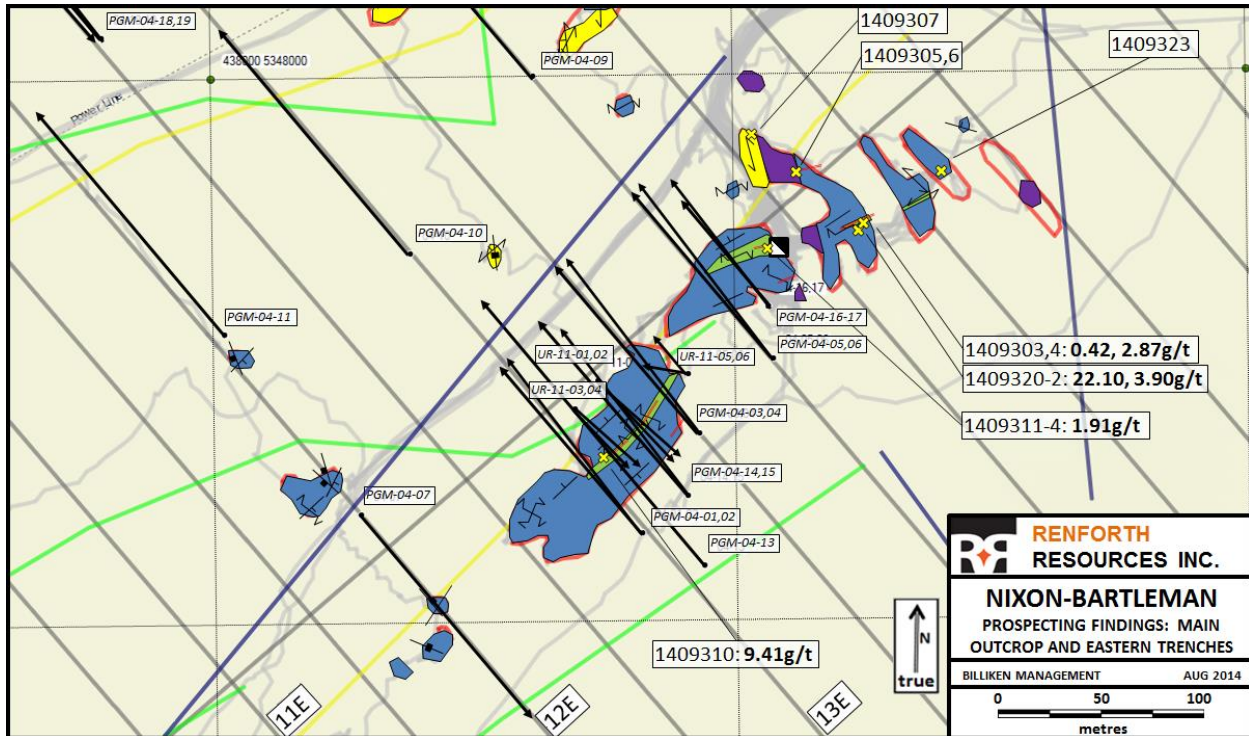 PGM-04-18,19
1409307
PGM-04-09
1409305,6
1409323
438000 5348000
Power Line
PGM-04-10
PGM-04-11
PGM-04-16-17
PGM-04-05,06
UR-11-01,02
UR-11-05,06
1409303,4: 0.42, 2.87g/t
1409320-2: 22.10, 3.90g/t
UR-11-03,04
PGM-04-03,04
1409311-4: 1.91g/t
PGM-04-14,15
PGM-04-07
PGM-04-01,02
PGM-04-13
RENFORTH
RESOURCES INC.
NIXON-BARTLEMAN
PROSPECTING FINDINGS: MAIN
OUTCROP AND EASTERN TRENCHES
N
true
1409310: 9.41g/t
BILLIKEN MANAGEMENT AUG 2014
11E
12E
13E
0 50 100
metres